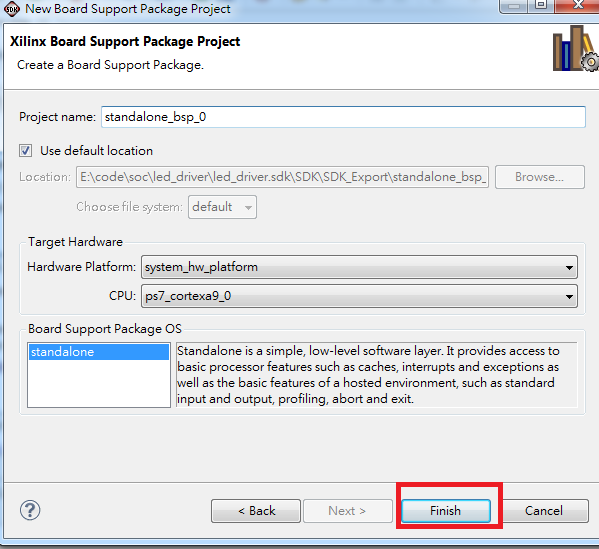 SDK New Board Support Package Project
Xilinx Board Support Package Project
Create a Board Support Package.
Project name: standalone_bsp_0
Use default location
Location: E:\code\soc\led_driver\led_driver.sdk\SDK\SDK_Export\standalone_bsp_ Browse...
Choose file system: default
Target Hardware
Hardware Platform: system_hw_platform
CPU: ps7_cortexa9_0
Board Support Package OS
standalone
Standalone is a simple, low-level software layer. It provides access to
basic processor features such as caches, interrupts and exceptions as
well as the basic features of a hosted environment, such as standard
input and output, profiling, abort and exit.
? < Back Next > Finish Cancel